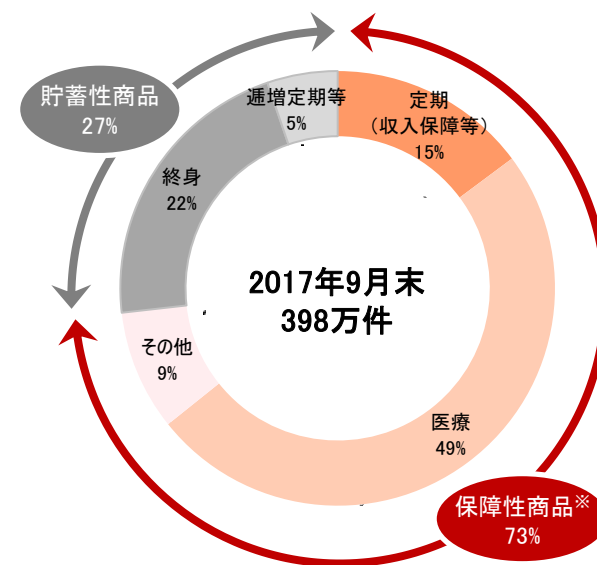 逓増定期等
5%
定期
（収入保障等）
15%
貯蓄性商品
27%
終身
22%
2017年9月末
398万件
その他
9%
医療
49%
保障性商品※
73%